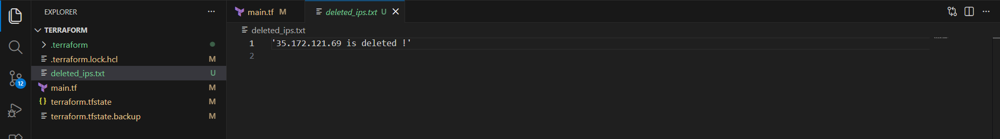 EXPLORER
TERRAFORM
.terraform
.terraform.lock.hcl M
deleted_ips.txt U
main.tf M
terraform.tfstate M
terraform.tfstate.backup M
12
main.tf M
deleted_ips.txt U
deleted_ips.txt
1 '35.172.121.69 is deleted !'
2